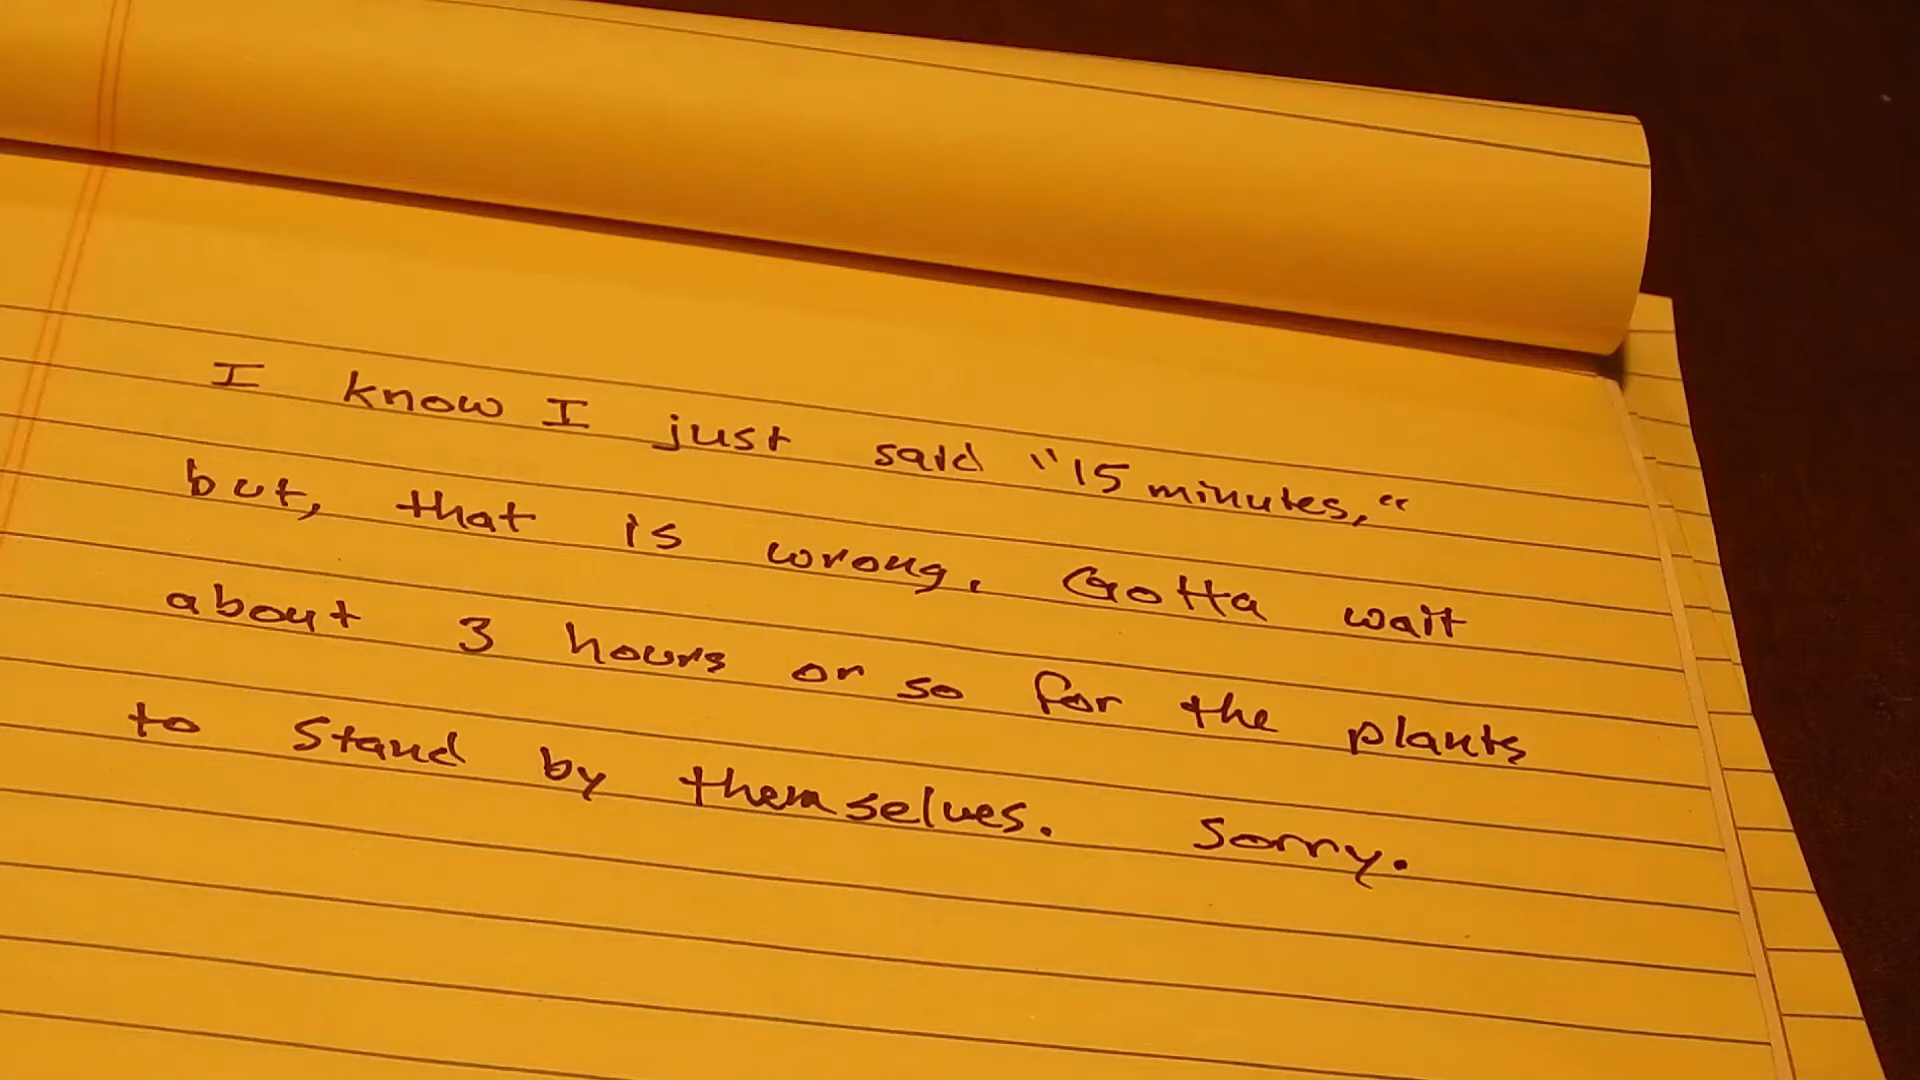 I know I just said "15 minutes,"
but, that is wrong. Gotta wait
about 3 hours or so for the plants
to stand by themselves. Sorry.